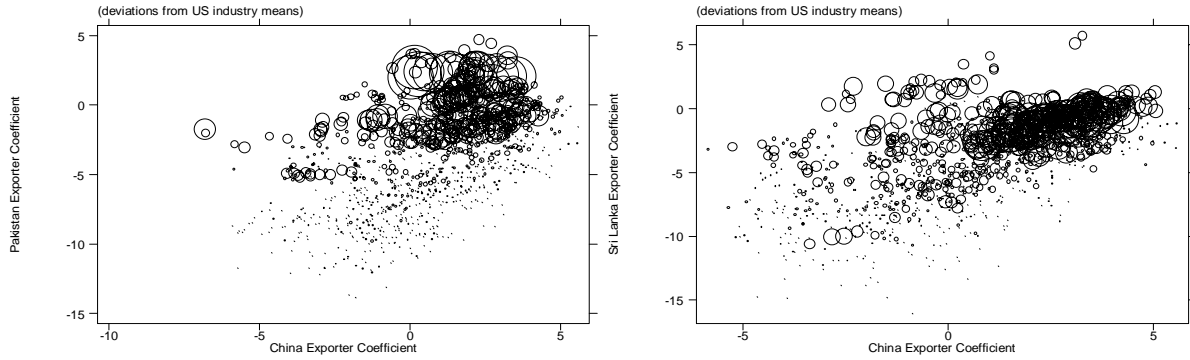 (deviations from US industry means)
Pakistan Exporter Coefficient
5
0
-5
-10
-15
-10
-5
0
5
China Exporter Coefficient
(deviations from US industry means)
Sri Lanka Exporter Coefficient
5
0
-5
-10
-15
-5
0
5
China Exporter Coefficient